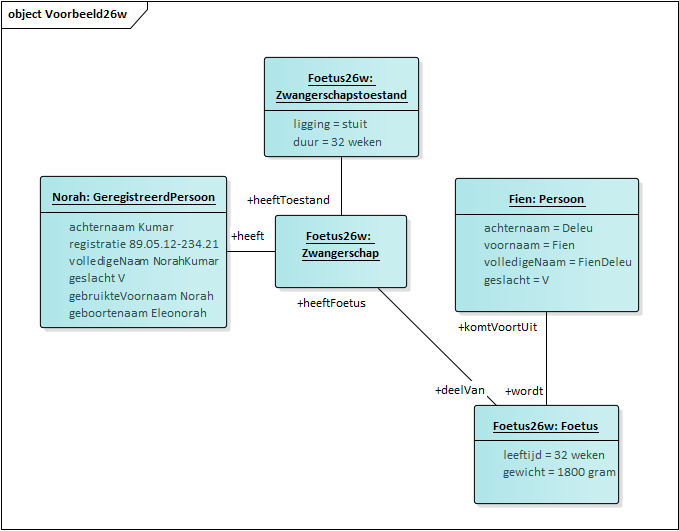 object Voorbeeld26w
Foetus26w:
Zwangerschapstoestand
ligging = stuit
duur = 32 weken
+heeftToestand
Norah: GeregistreerdPersoon
achternaam Kumar
registratie 89.05.12-234.21
volledigeNaam NorahKumar
geslacht V
gebruikteVoornaam Norah
geboortenaam Eleonorah
+heeft
Foetus26w:
Zwangerschap
+heeftFoetus
Fien: Persoon
achternaam = Deleu
voornaam = Fien
volledigeNaam = FienDeleu
geslacht = V
+komtVoortUit
+deelVan
+wordt
Foetus26w: Foetus
leeftijd = 32 weken
gewicht = 1800 gram